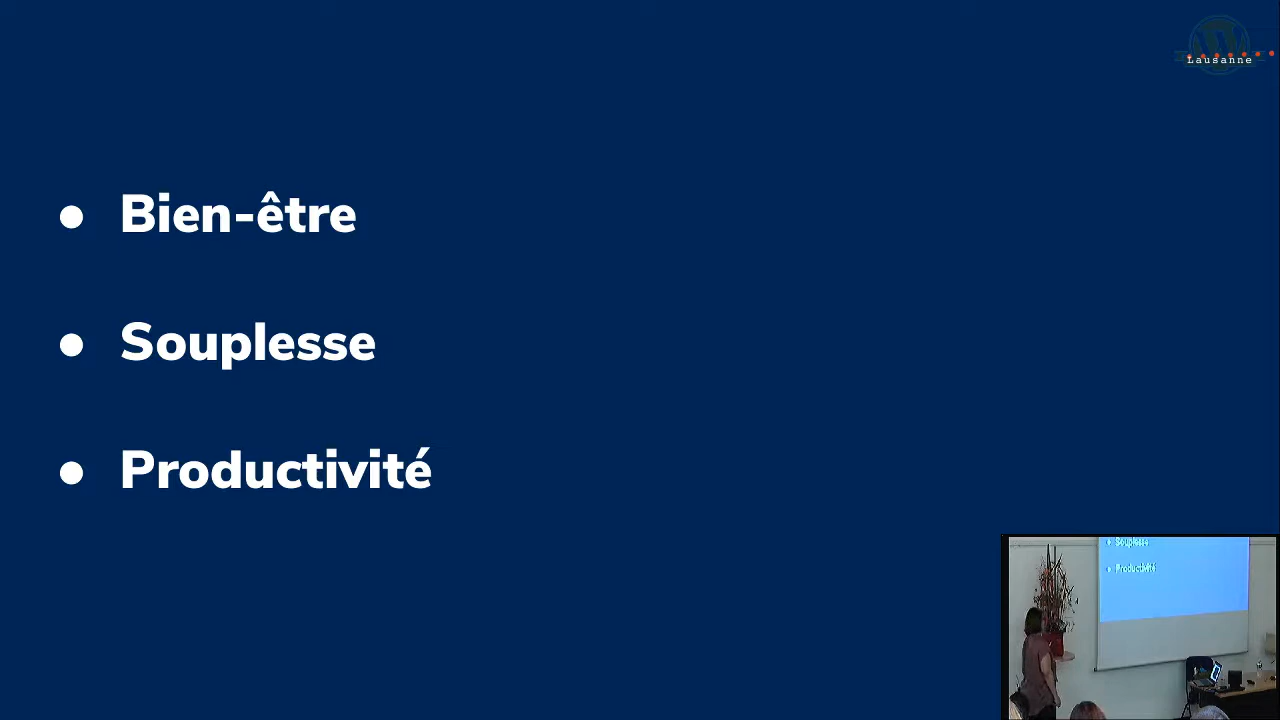 Lausanne
• Bien-être
• Souplesse
• Productivité
• Souplesse
• Productivité